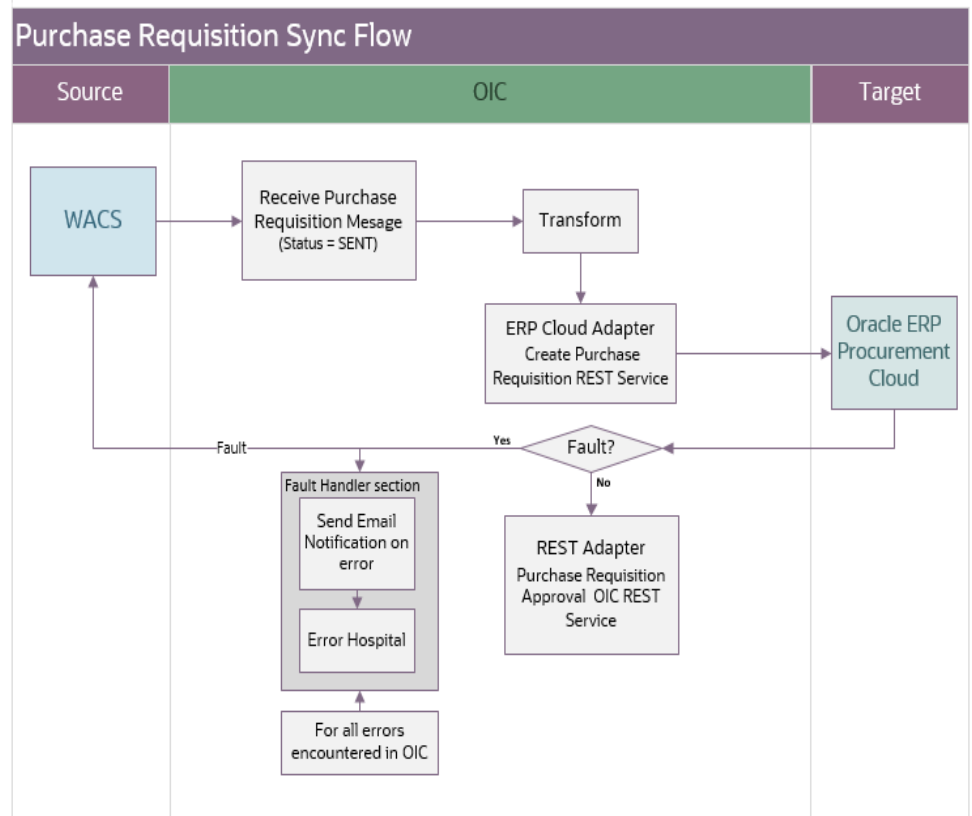 Purchase Requisition Sync Flow
Source
OIC
Target
WACS
Receive Purchase
Requisition Mesage
(Status = SENT)
Transform
ERP Cloud Adapter
Create Purchase
Requisition REST Service
Oracle ERP
Procurement
Cloud
Fault
Yes
Fault?
No
Fault Handler section
Send Email
Notification on
error
Error Hospital
REST Adapter
Purchase Requisition
Approval OIC REST
Service
For all errors
encountered in OIC